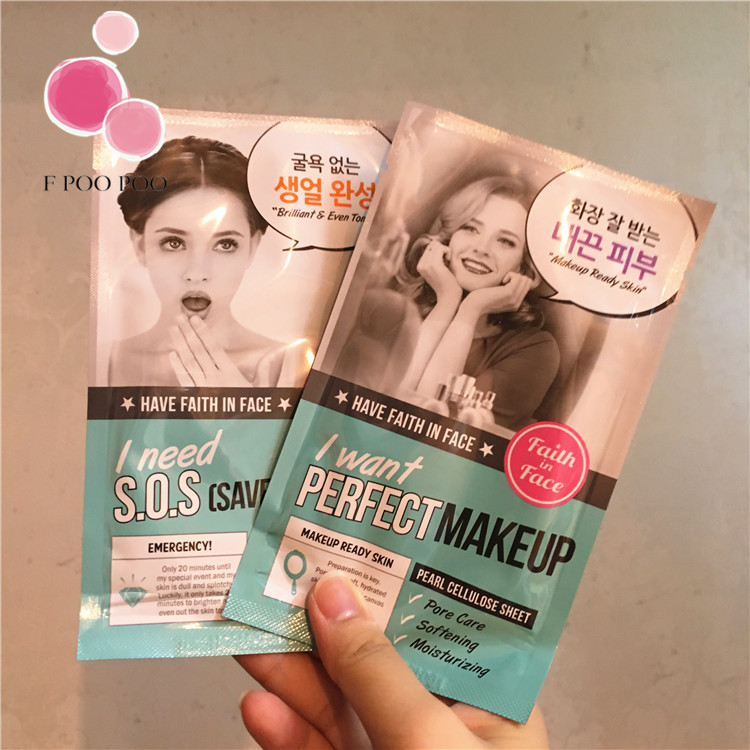 F POO POO
굴욕 없는
생얼 완성
"Brilliant & Even Ton
★ HAVE FAITH IN FACE ★
I need
S.O.S (SAVE
EMERGENCY!
Only 20 minutes until
my special event and my
skin is dull and splotchy
Luckily, it only takes 2
minutes to brighten
even out the skin to
화장 잘 받는
매끈 피부
"Makeup Ready Skin"
★ HAVE FAITH IN FACE ★
Faith
in
Face
I want
PERFECT MAKEUP
MAKEUP READY SKIN
Preparation is key.
hydrated
canvas
PEARL CELLULOSE SHEET
Pore Care
Softening
Moisturizing